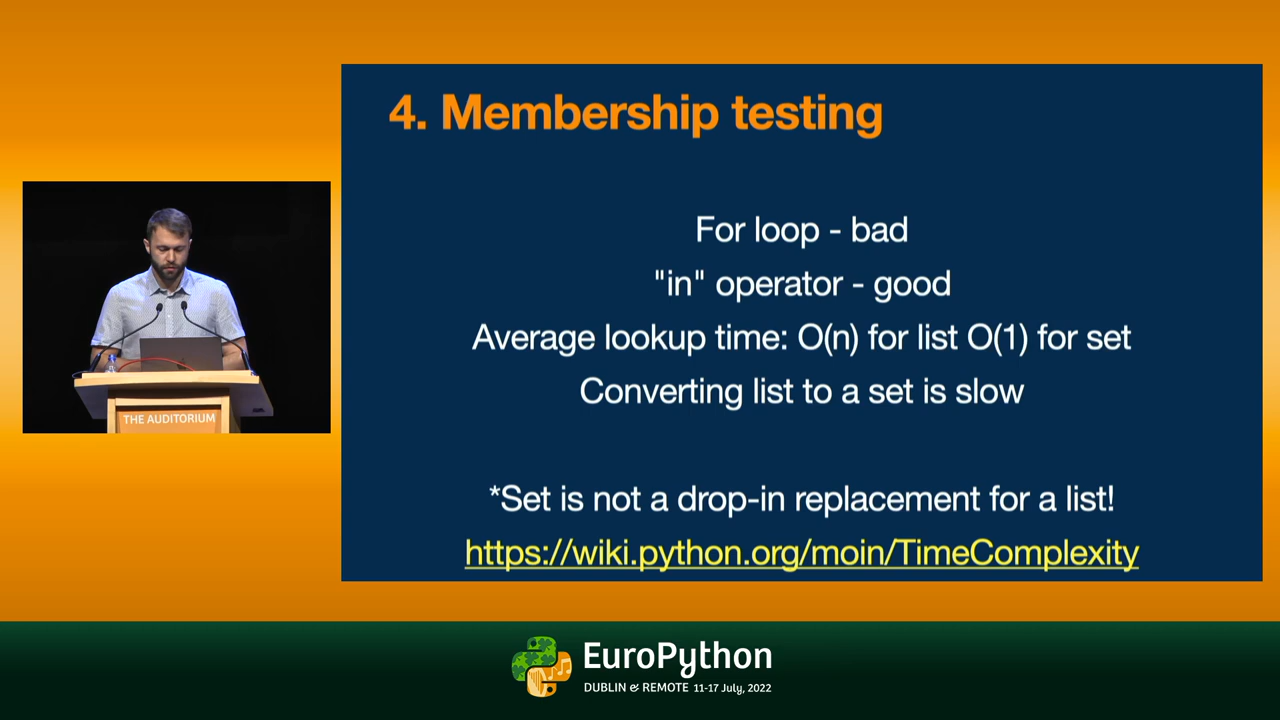 4. Membership testing
For loop - bad
"in" operator - good
Average lookup time: O(n) for list O(1) for set
Converting list to a set is slow
*Set is not a drop-in replacement for a list!
https://wiki.python.org/moin/TimeComplexity
THE AUDITORIUM
EuroPython
DUBLIN & REMOTE 11-17 July, 2022